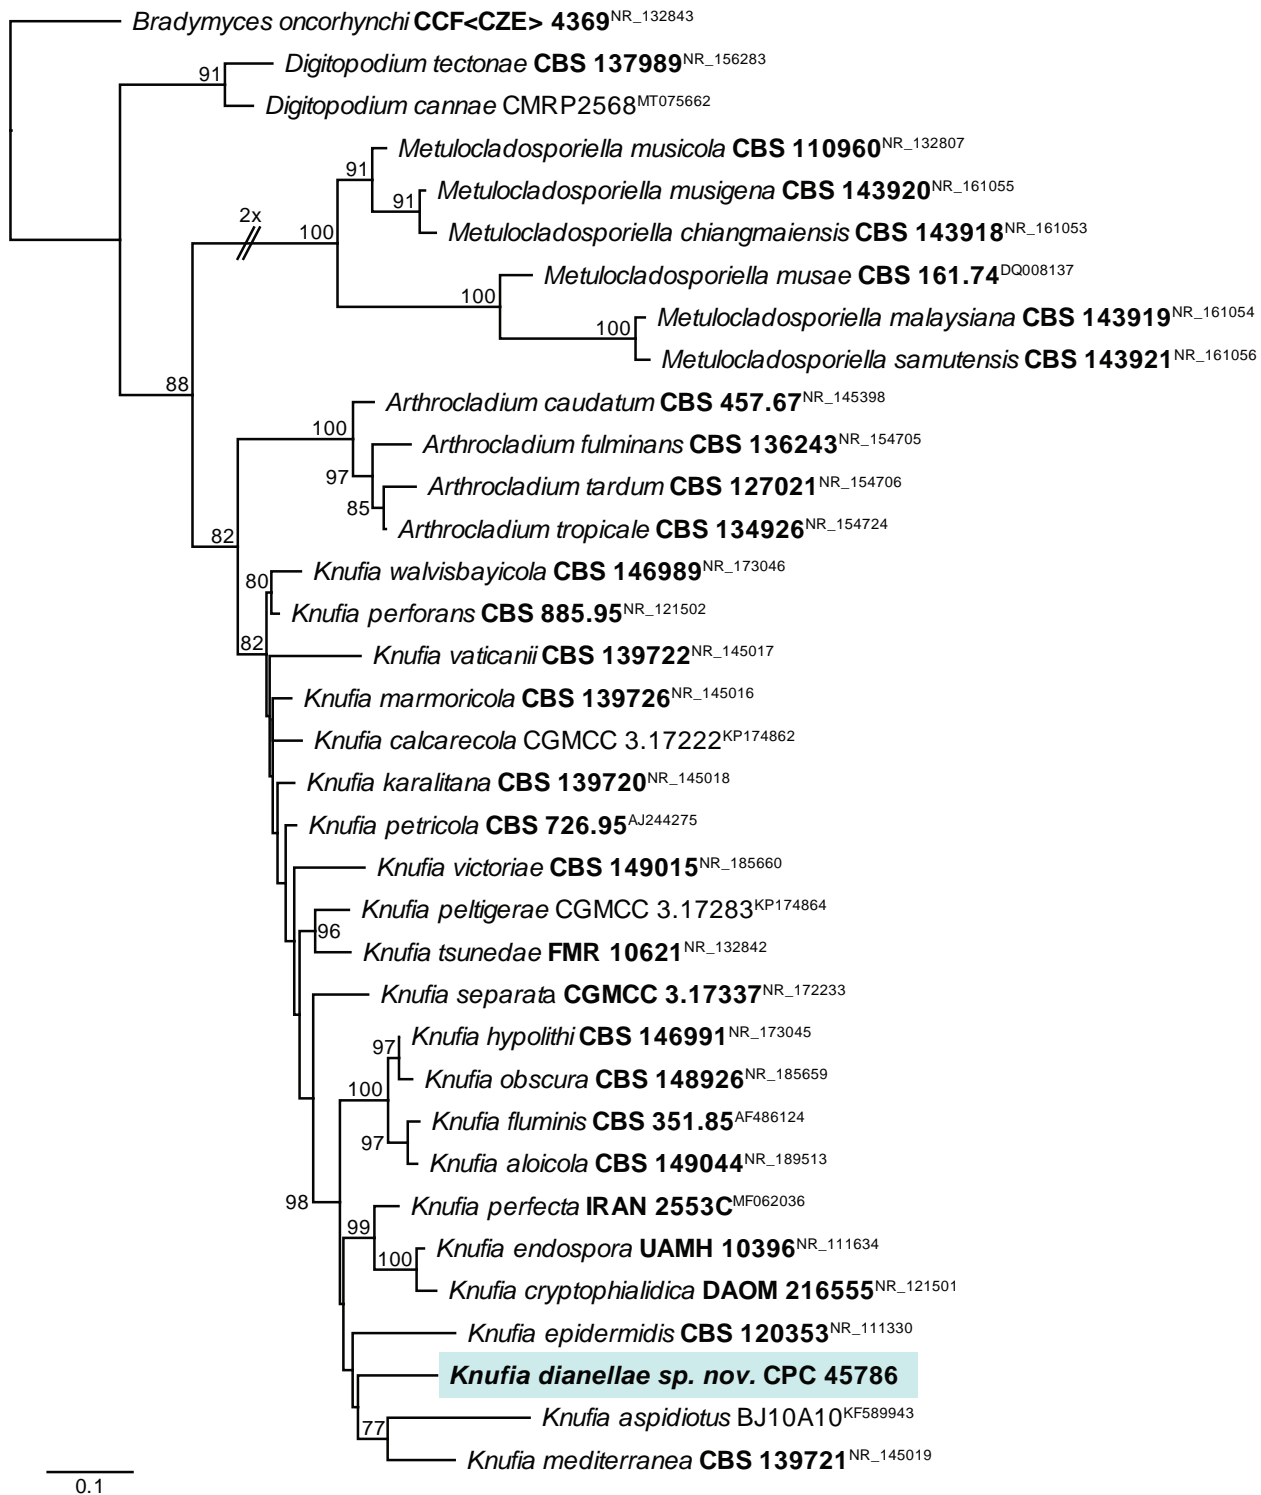 Bradymyces oncorhynchi CCF<CZE> 4369NR_132843
Digitopodium tectonae CBS 137989NR_156283
91
Digitopodium cannae CMRP2568MT075662
Metulocladosporiella musicola CBS 110960NR_132807
91
Metulocladosporiella musigena CBS 143920NR_161055
91
2x
100
Metulocladosporiella chiangmaiensis CBS 143918NR_161053
Metulocladosporiella musae CBS 161.74DQ008137
100
Metulocladosporiella malaysiana CBS 143919NR_161054
100
Metulocladosporiella samutensis CBS 143921NR_161056
88
Arthrocladium caudatum CBS 457.67NR_145398
100
Arthrocladium fulminans CBS 136243NR_154705
97
Arthrocladium tardum CBS 127021NR_154706
85
Arthrocladium tropicale CBS 134926NR_154724
82
Knufia walvisbayicola CBS 146989NR_173046
80
Knufia perforans CBS 885.95NR_121502
82
Knufia vaticanii CBS 139722NR_145017
Knufia marmoricola CBS 139726NR_145016
Knufia calcarecola CGMCC 3.17222KP174862
Knufia karalitana CBS 139720NR_145018
Knufia petricola CBS 726.95AJ244275
Knufia victoriae CBS 149015NR_185660
Knufia peltigerae CGMCC 3.17283KP174864
96
Knufia tsunedae FMR 10621NR_132842
Knufia separata CGMCC 3.17337NR_172233
Knufia hypolithi CBS 146991NR_173045
97
Knufia obscura CBS 148926NR_185659
100
Knufia fluminis CBS 351.85AF486124
97
Knufia aloicola CBS 149044NR_189513
98
Knufia perfecta IRAN 2553CMF062036
99
Knufia endospora UAMH 10396NR_111634
100
Knufia cryptophialidica DAOM 216555NR_121501
Knufia epidermidis CBS 120353NR_111330
Knufia dianellae sp. nov. CPC 45786
Knufia aspidiotus BJ10A10KF589943
77
Knufia mediterranea CBS 139721NR_145019
0.1